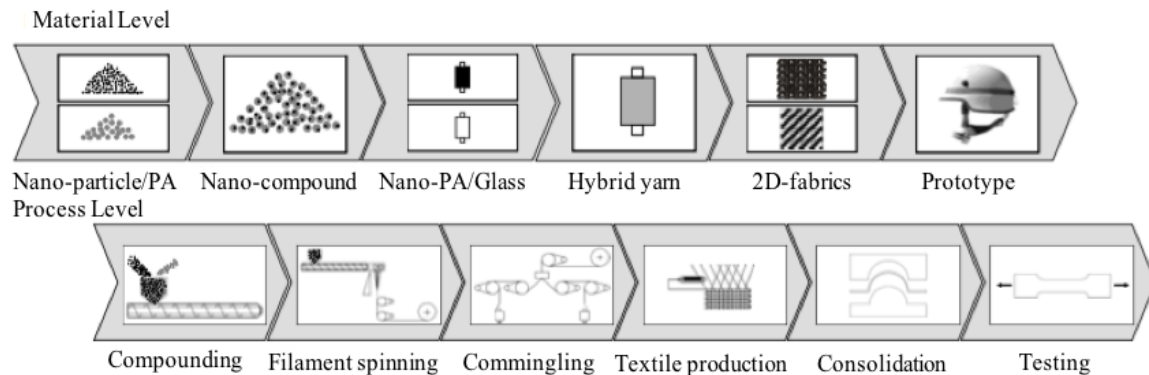 Material Level
Nano-particle/PA Nano-compound Nano-PA/Glass Hybrid yarn 2D-fabrics Prototype
Process Level
Compounding Filament spinning Commingling Textile production Consolidation Testing